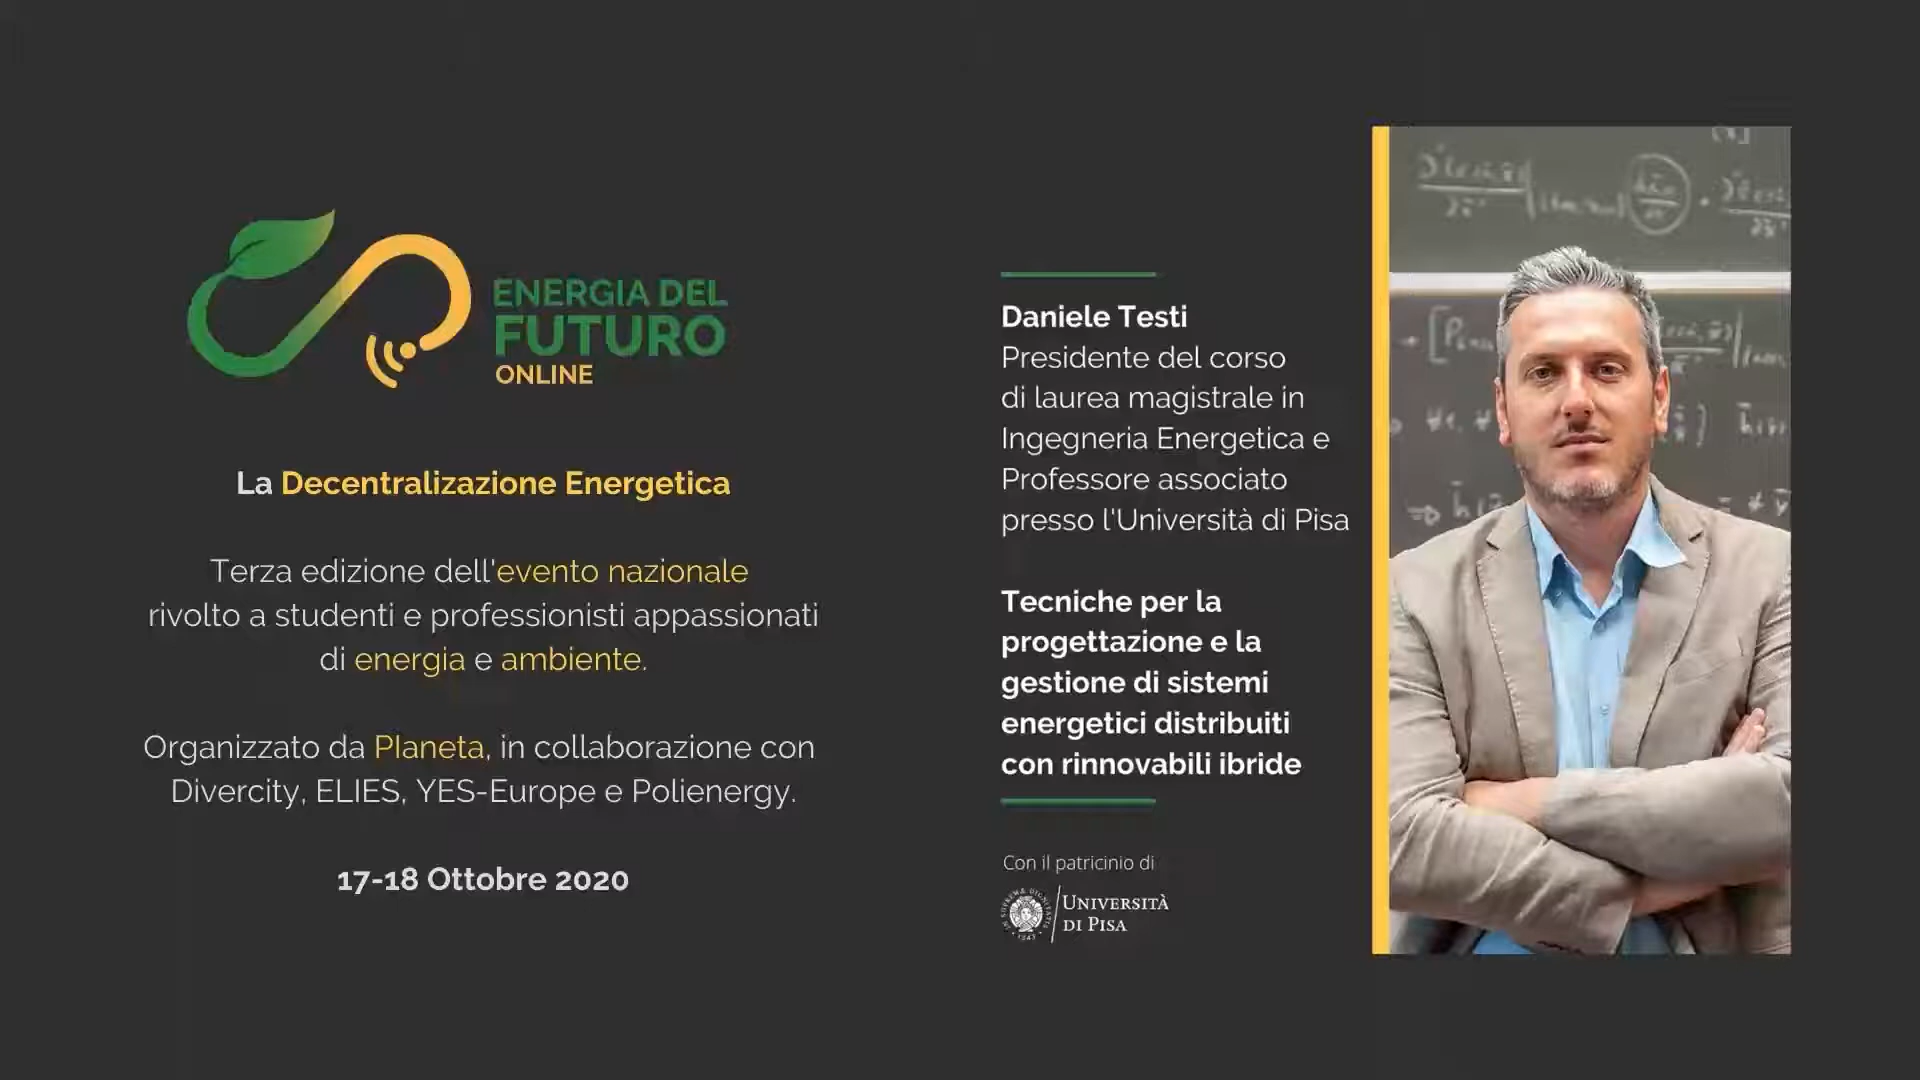 ENERGIA DEL
FUTURO
ONLINE
La Decentralizazione Energetica
Terza edizione dell'evento nazionale
rivolto a studenti e professionisti appassionati
di energia e ambiente.
Organizzato da Planeta, in collaborazione con
Divercity, ELIES, YES-Europe e Polienergy.
17-18 Ottobre 2020
Daniele Testi
Presidente del corso
di laurea magistrale in
Ingegneria Energetica e
Professore associato
presso l'Università di Pisa
Tecniche per la
progettazione e la
gestione di sistemi
energetici distribuiti
con rinnovabili ibride
Con il patricinio di
UNIVERSITÀ
DI PISA